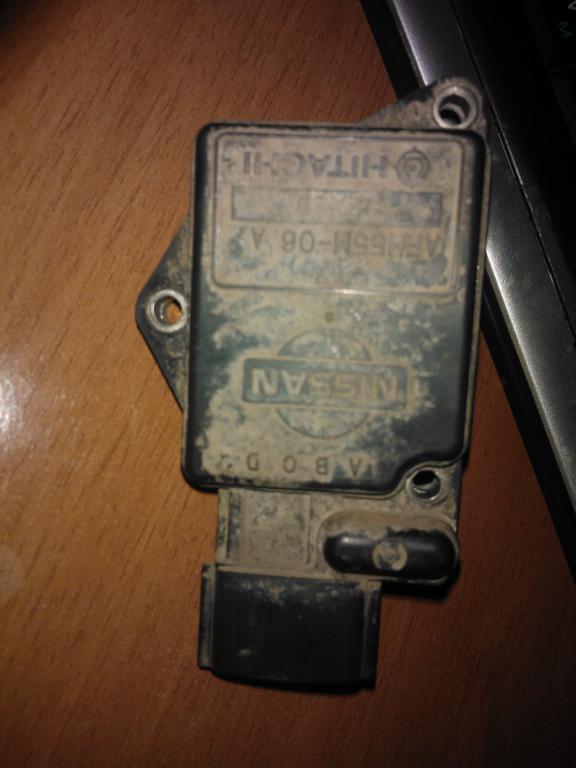 A B C D
NISSAN
AFH55M-06 A
HITACHI